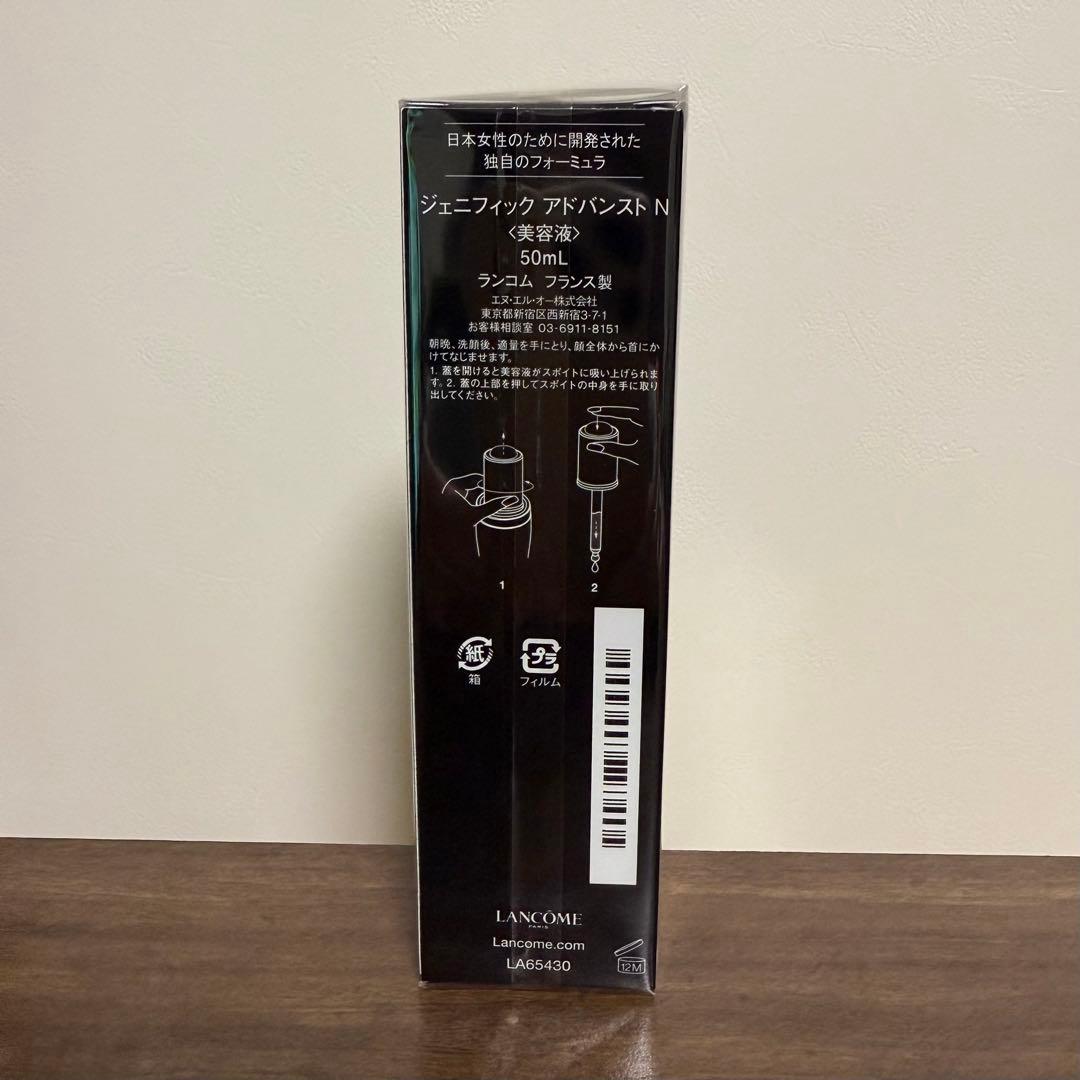 日本女性のために開発された
独自のフォーミュラ
ジェニフィック アドバンスト N
〈美容液〉
50mL
ランコム フランス製
エヌ・エル・オー株式会社
東京都新宿区西新宿3-7-1
お客様相談室 03-6911-8151
朝晩、洗顔後、適量を手にとり、顔全体から首にか
けてなじませます。
1. 蓋を開けると美容液がスポイトに吸い上げられま
す。2. 蓋の上部を押してスポイトの中身を手に取り
出してください。
1
2
紙
箱
プラ
フィルム
LANCÔME
PARIS
Lancome.com
LA65430
12M